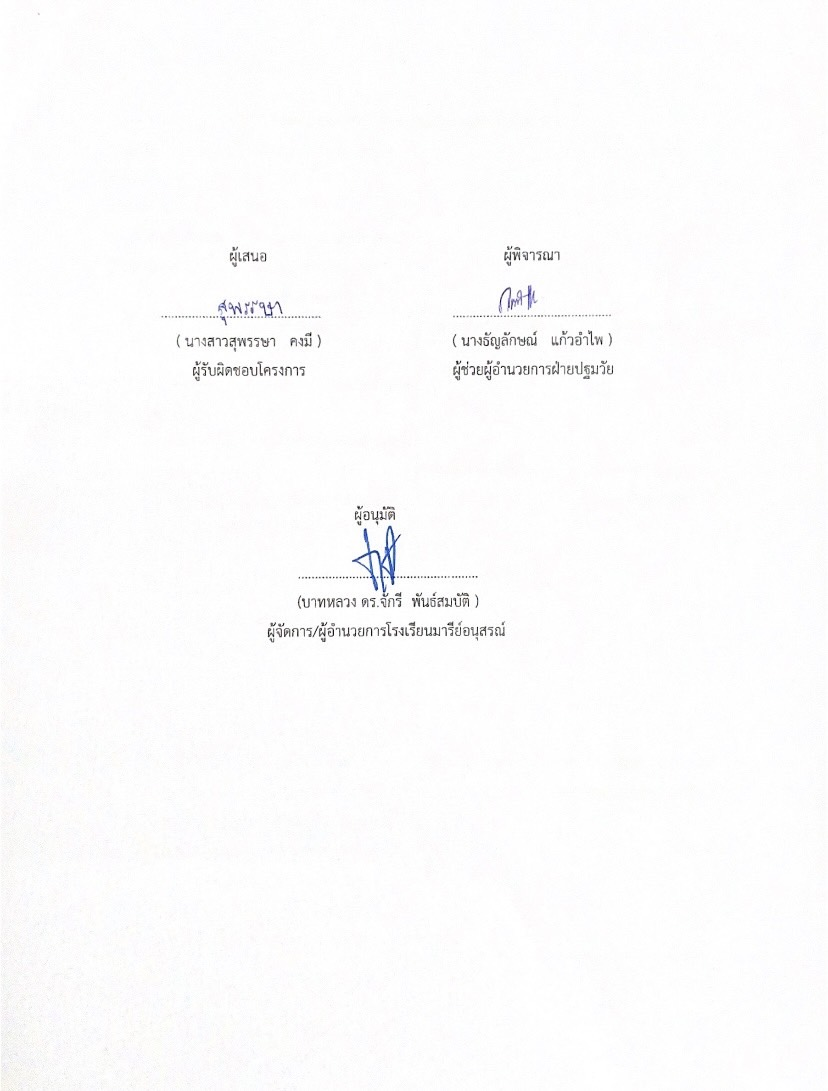 ผู้เสนอ ผู้พิจารณา
สุพรรษา
( นางสาวสุพรรษา คงมี ) ( นางธัญลักษณ์ แก้วอำไพ )
ผู้รับผิดชอบโครงการ ผู้ช่วยผู้อำนวยการฝ่ายปฐมวัย
ผู้อนุมัติ
(บาทหลวง ดร.จักรี พันธ์สมบัติ )
ผู้จัดการ/ผู้อำนวยการโรงเรียนมารีย์อนุสรณ์